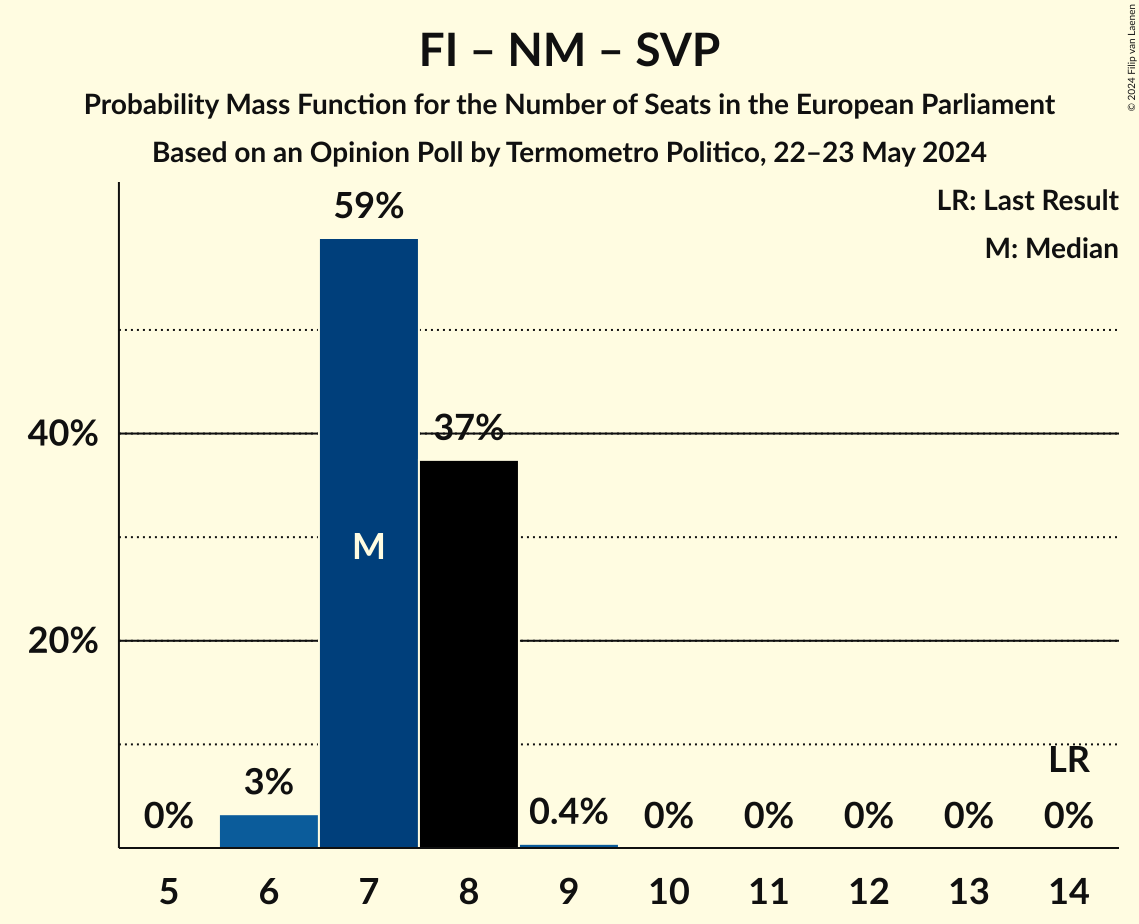 FI – NM – SVP
Probability Mass Function for the Number of Seats in the European Parliament
Based on an Opinion Poll by Termometro Politico, 22–23 May 2024
© 2024 Filip van Laenen
LR: Last Result
M: Median
59%
37%
40%
M
20%
LR
0% 3% 0.4% 0% 0% 0% 0% 0%
5 6 7 8 9 10 11 12 13 14